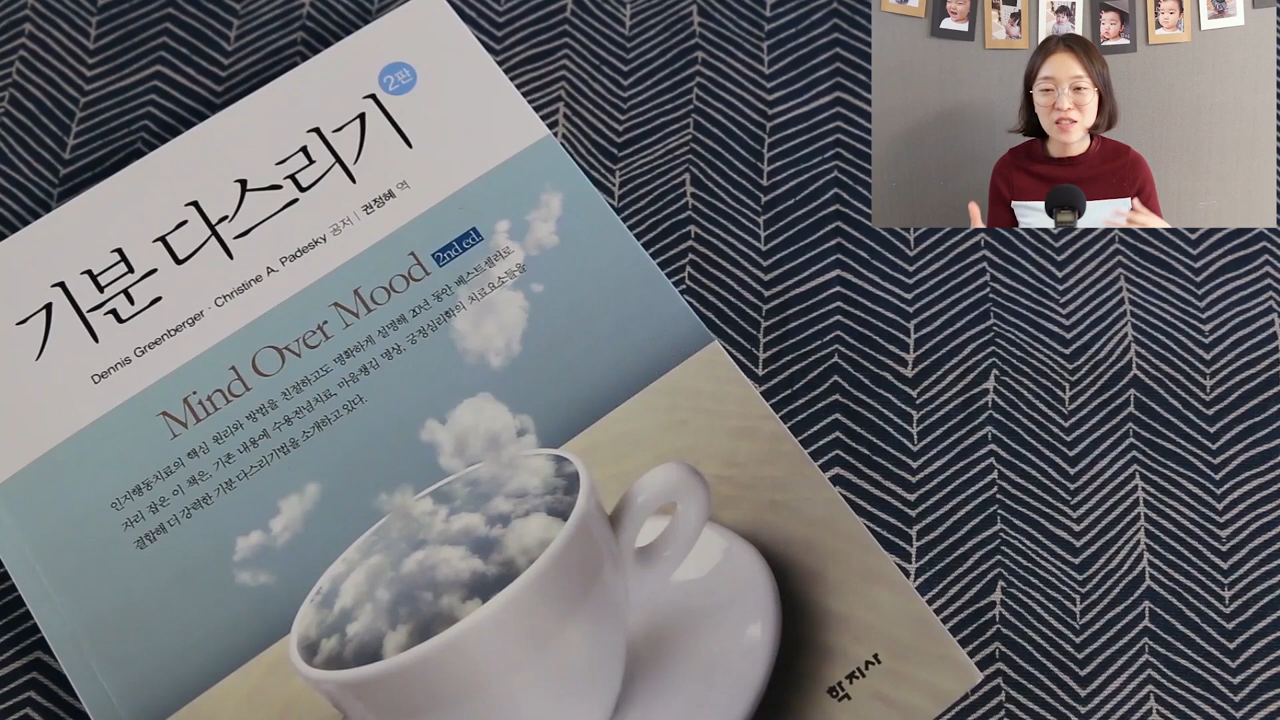 2판
기분 다스리기
Dennis Greenberger · Christine A. Padesky 공저 | 권정혜 역
Mind Over Mood 2nd ed.
인지행동치료의 핵심 원리와 방법을 친절하고도 명확하게 설명해 20년 동안 베스트셀러로
자리 잡은 이 책은, 기존 내용에 수용전념치료, 마음챙김 명상, 긍정심리학의 치료요소들을
결합해 더 강력한 기분 다스리기법을 소개하고 있다.
학지사